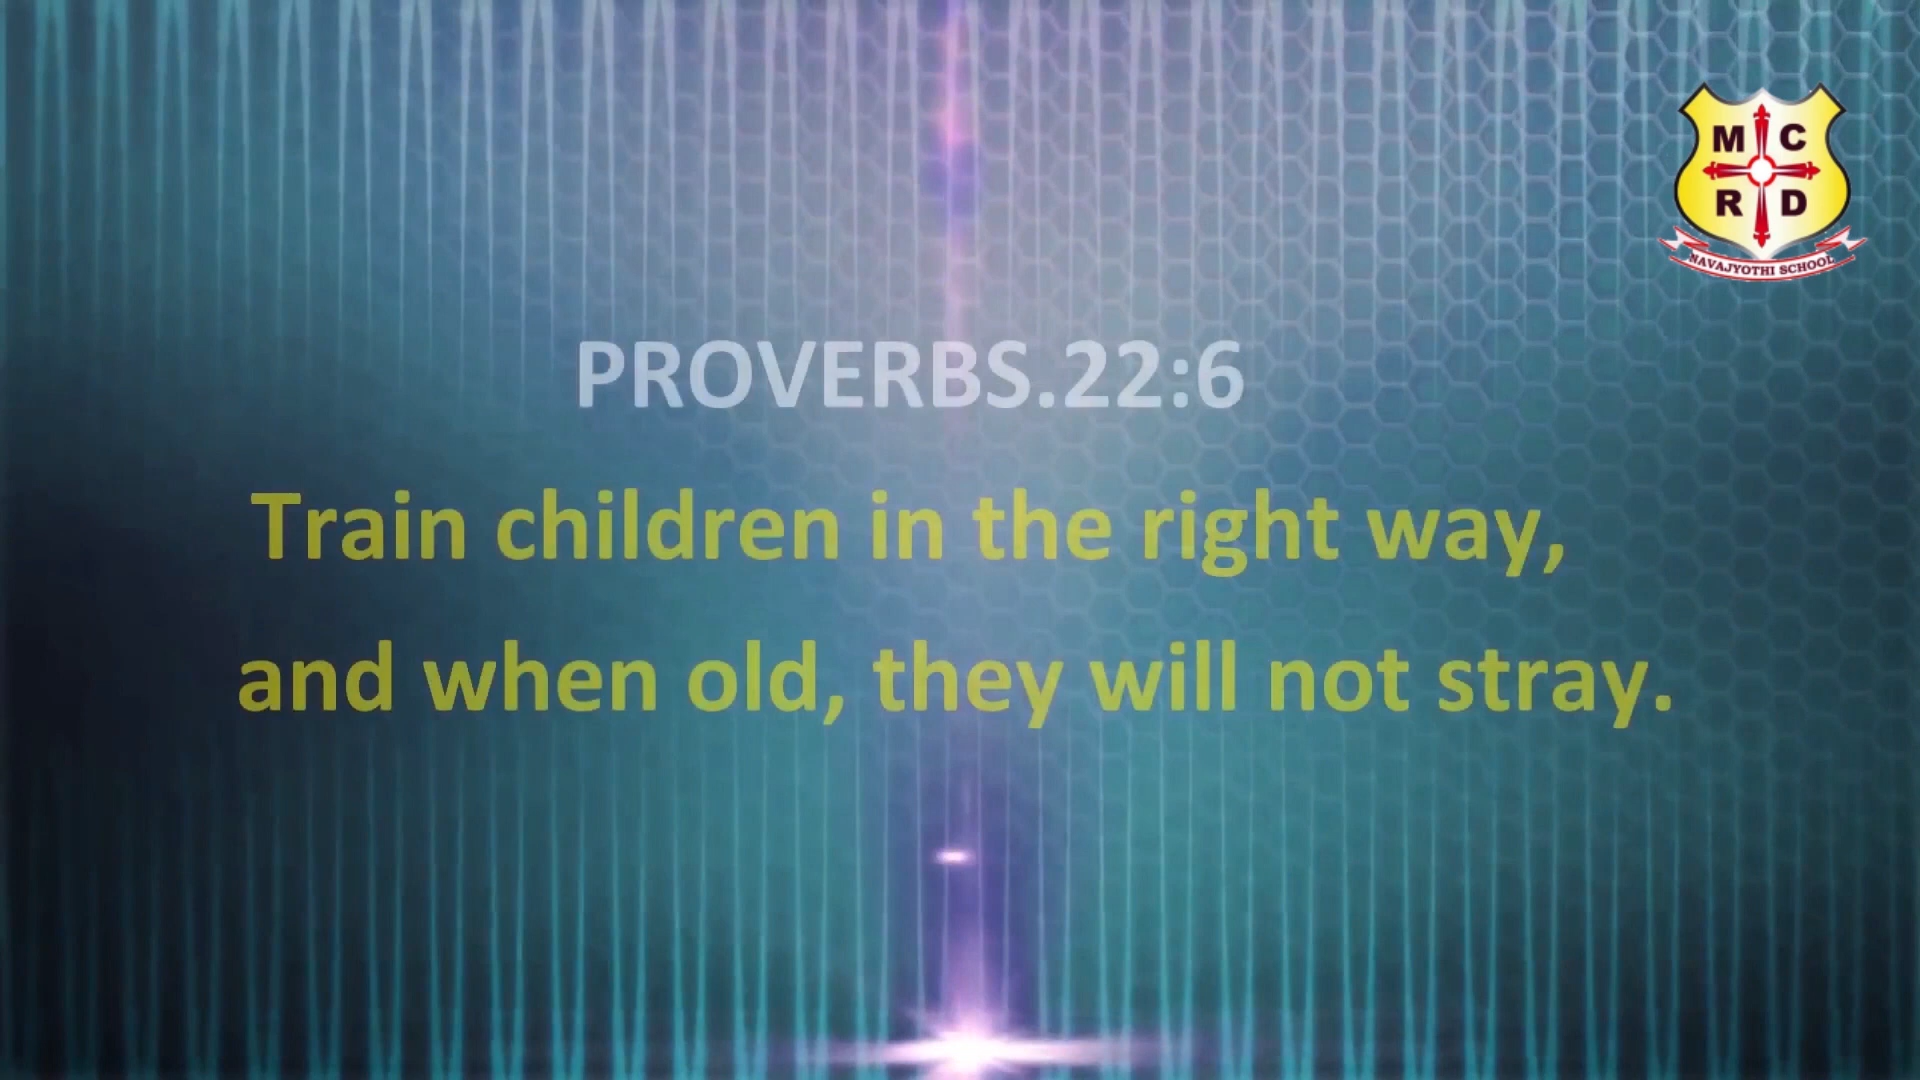 M C
R D
NAVAJYOTHI SCHOOL
PROVERBS.22:6
Train children in the right way,
and when old, they will not stray.